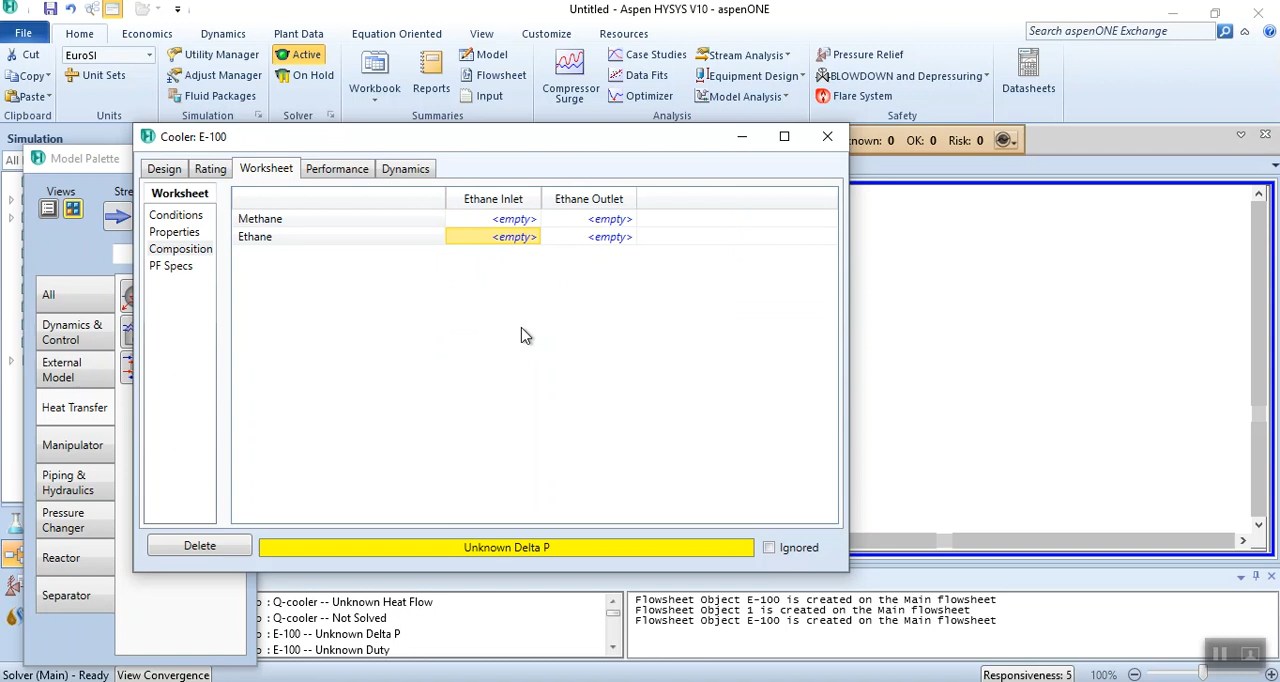 Untitled - Aspen HYSYS V10 - aspenONE
File Home Economics Dynamics Plant Data Equation Oriented View Customize Resources Search aspenONE Exchange
Cut EuroSI Utility Manager Active Model Case Studies Stream Analysis Pressure Relief
Copy Unit Sets Adjust Manager On Hold Workbook Reports Flowsheet Compressor Surge Data Fits Equipment Design BLOWDOWN and Depressuring Datasheets
Paste Fluid Packages Input Optimizer Model Analysis Flare System
Clipboard Units Simulation Solver Summaries Analysis Safety
Simulation Cooler: E-100 nown: 0 OK: 0 Risk: 0
All Model Palette
Design Rating Worksheet Performance Dynamics
Views Stre Worksheet Ethane Inlet Ethane Outlet
Conditions Methane <empty> <empty>
Properties Ethane <empty> <empty>
Composition
PF Specs
All
Dynamics &
Control
External
Model
Heat Transfer
Manipulator
Piping &
Hydraulics
Pressure
Changer
Reactor
Separator
Delete Unknown Delta P Ignored
: Q-cooler -- Unknown Heat Flow
: Q-cooler -- Not Solved
: E-100 -- Unknown Delta P
: E-100 -- Unknown Duty
Flowsheet Object E-100 is created on the Main flowsheet
Flowsheet Object 1 is created on the Main flowsheet
Flowsheet Object E-100 is created on the Main flowsheet
Solver (Main) - Ready View Convergence Responsiveness: 5 100%